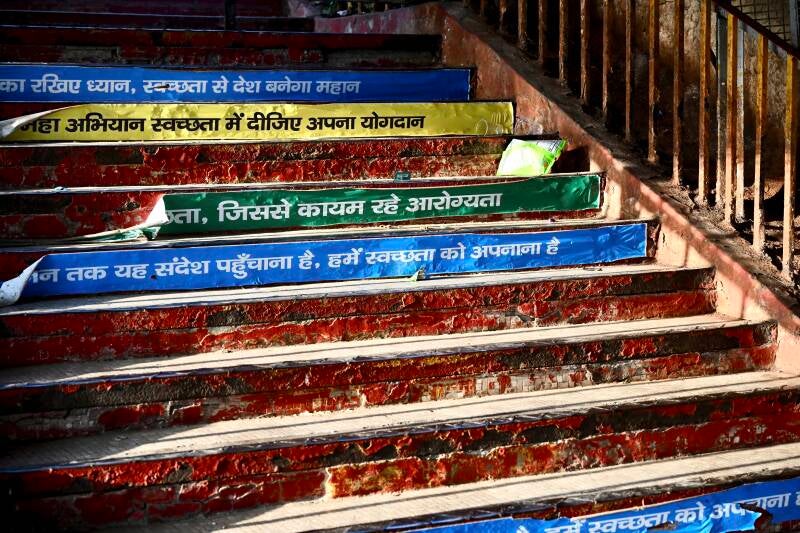 का रखिए ध्यान, स्वच्छता से देश बनेगा महान
महा अभियान स्वच्छता में दीजिए अपना योगदान
जिससे कायम रहे आरोग्यता
तक यह संदेश पहुँचाना है, हमें स्वच्छता को अपनाना है
हमें स्वच्छता को